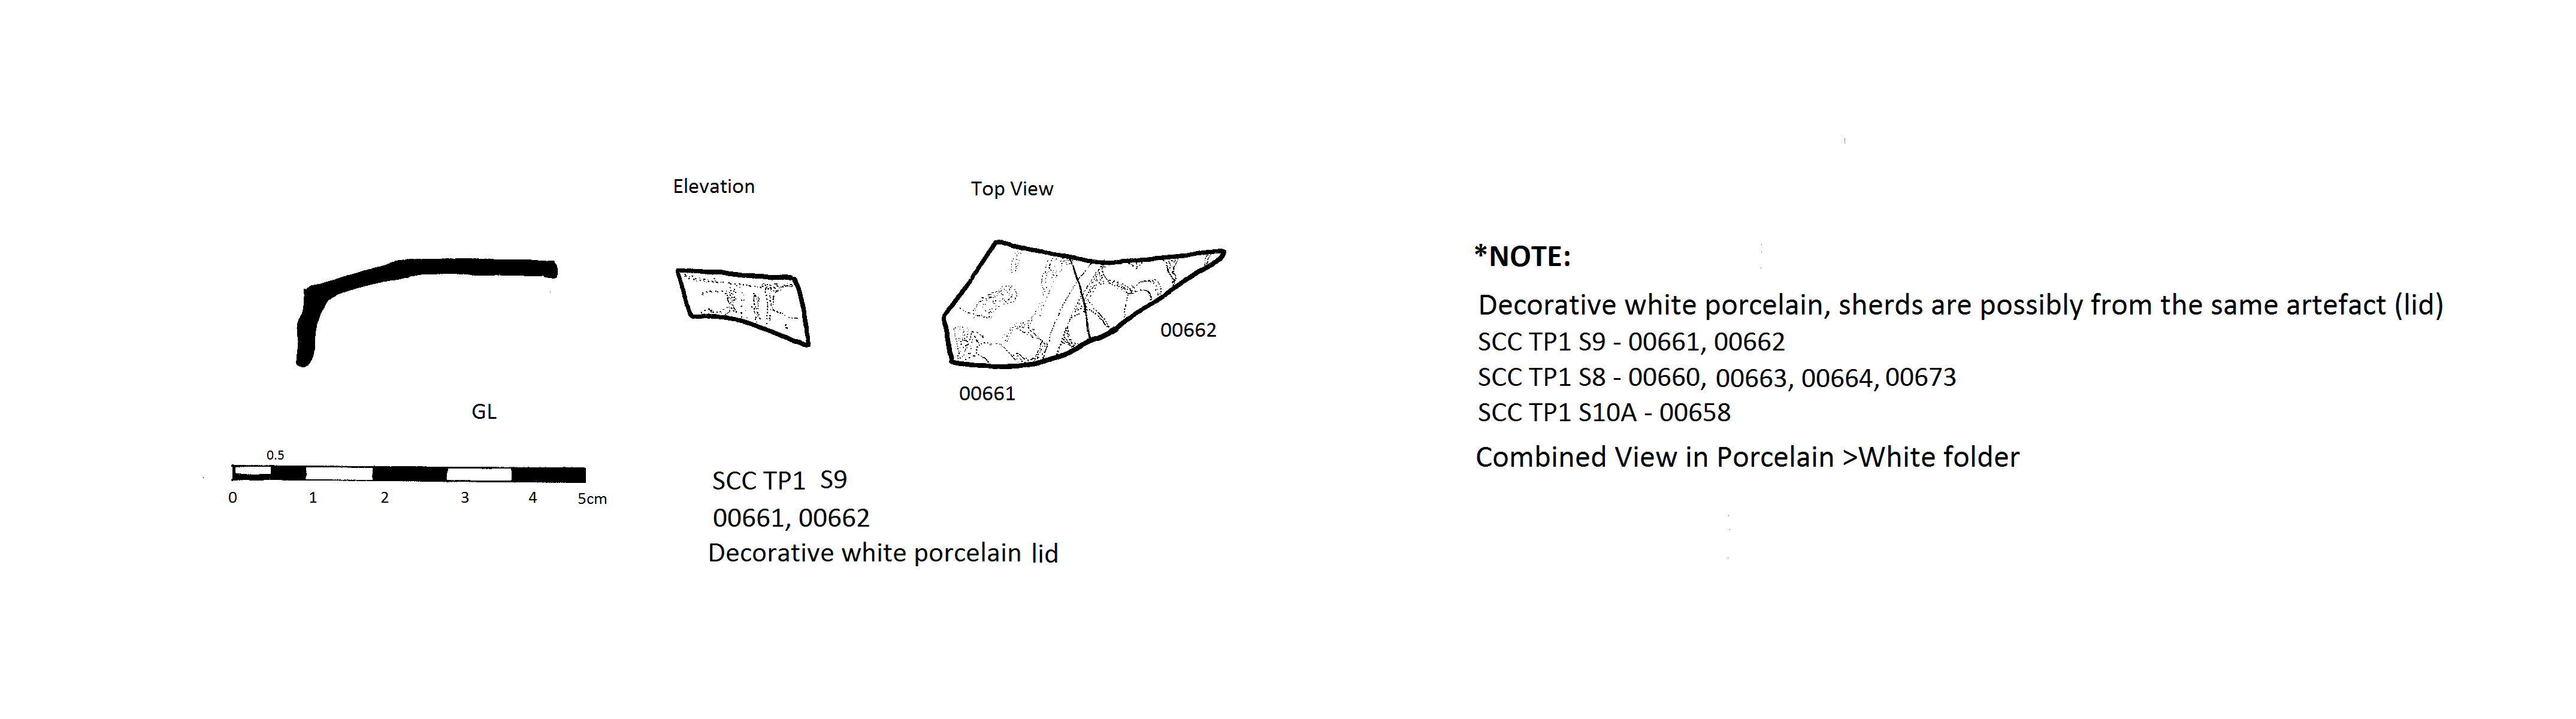 Elevation
Top View
00662
00661
GL
0.5
0 1 2 3 4 5cm
SCC TP1 S9
00661, 00662
Decorative white porcelain lid
*NOTE:
Decorative white porcelain, sherds are possibly from the same artefact (lid)
SCC TP1 S9 - 00661, 00662
SCC TP1 S8 - 00660, 00663, 00664, 00673
SCC TP1 S10A - 00658
Combined View in Porcelain >White folder